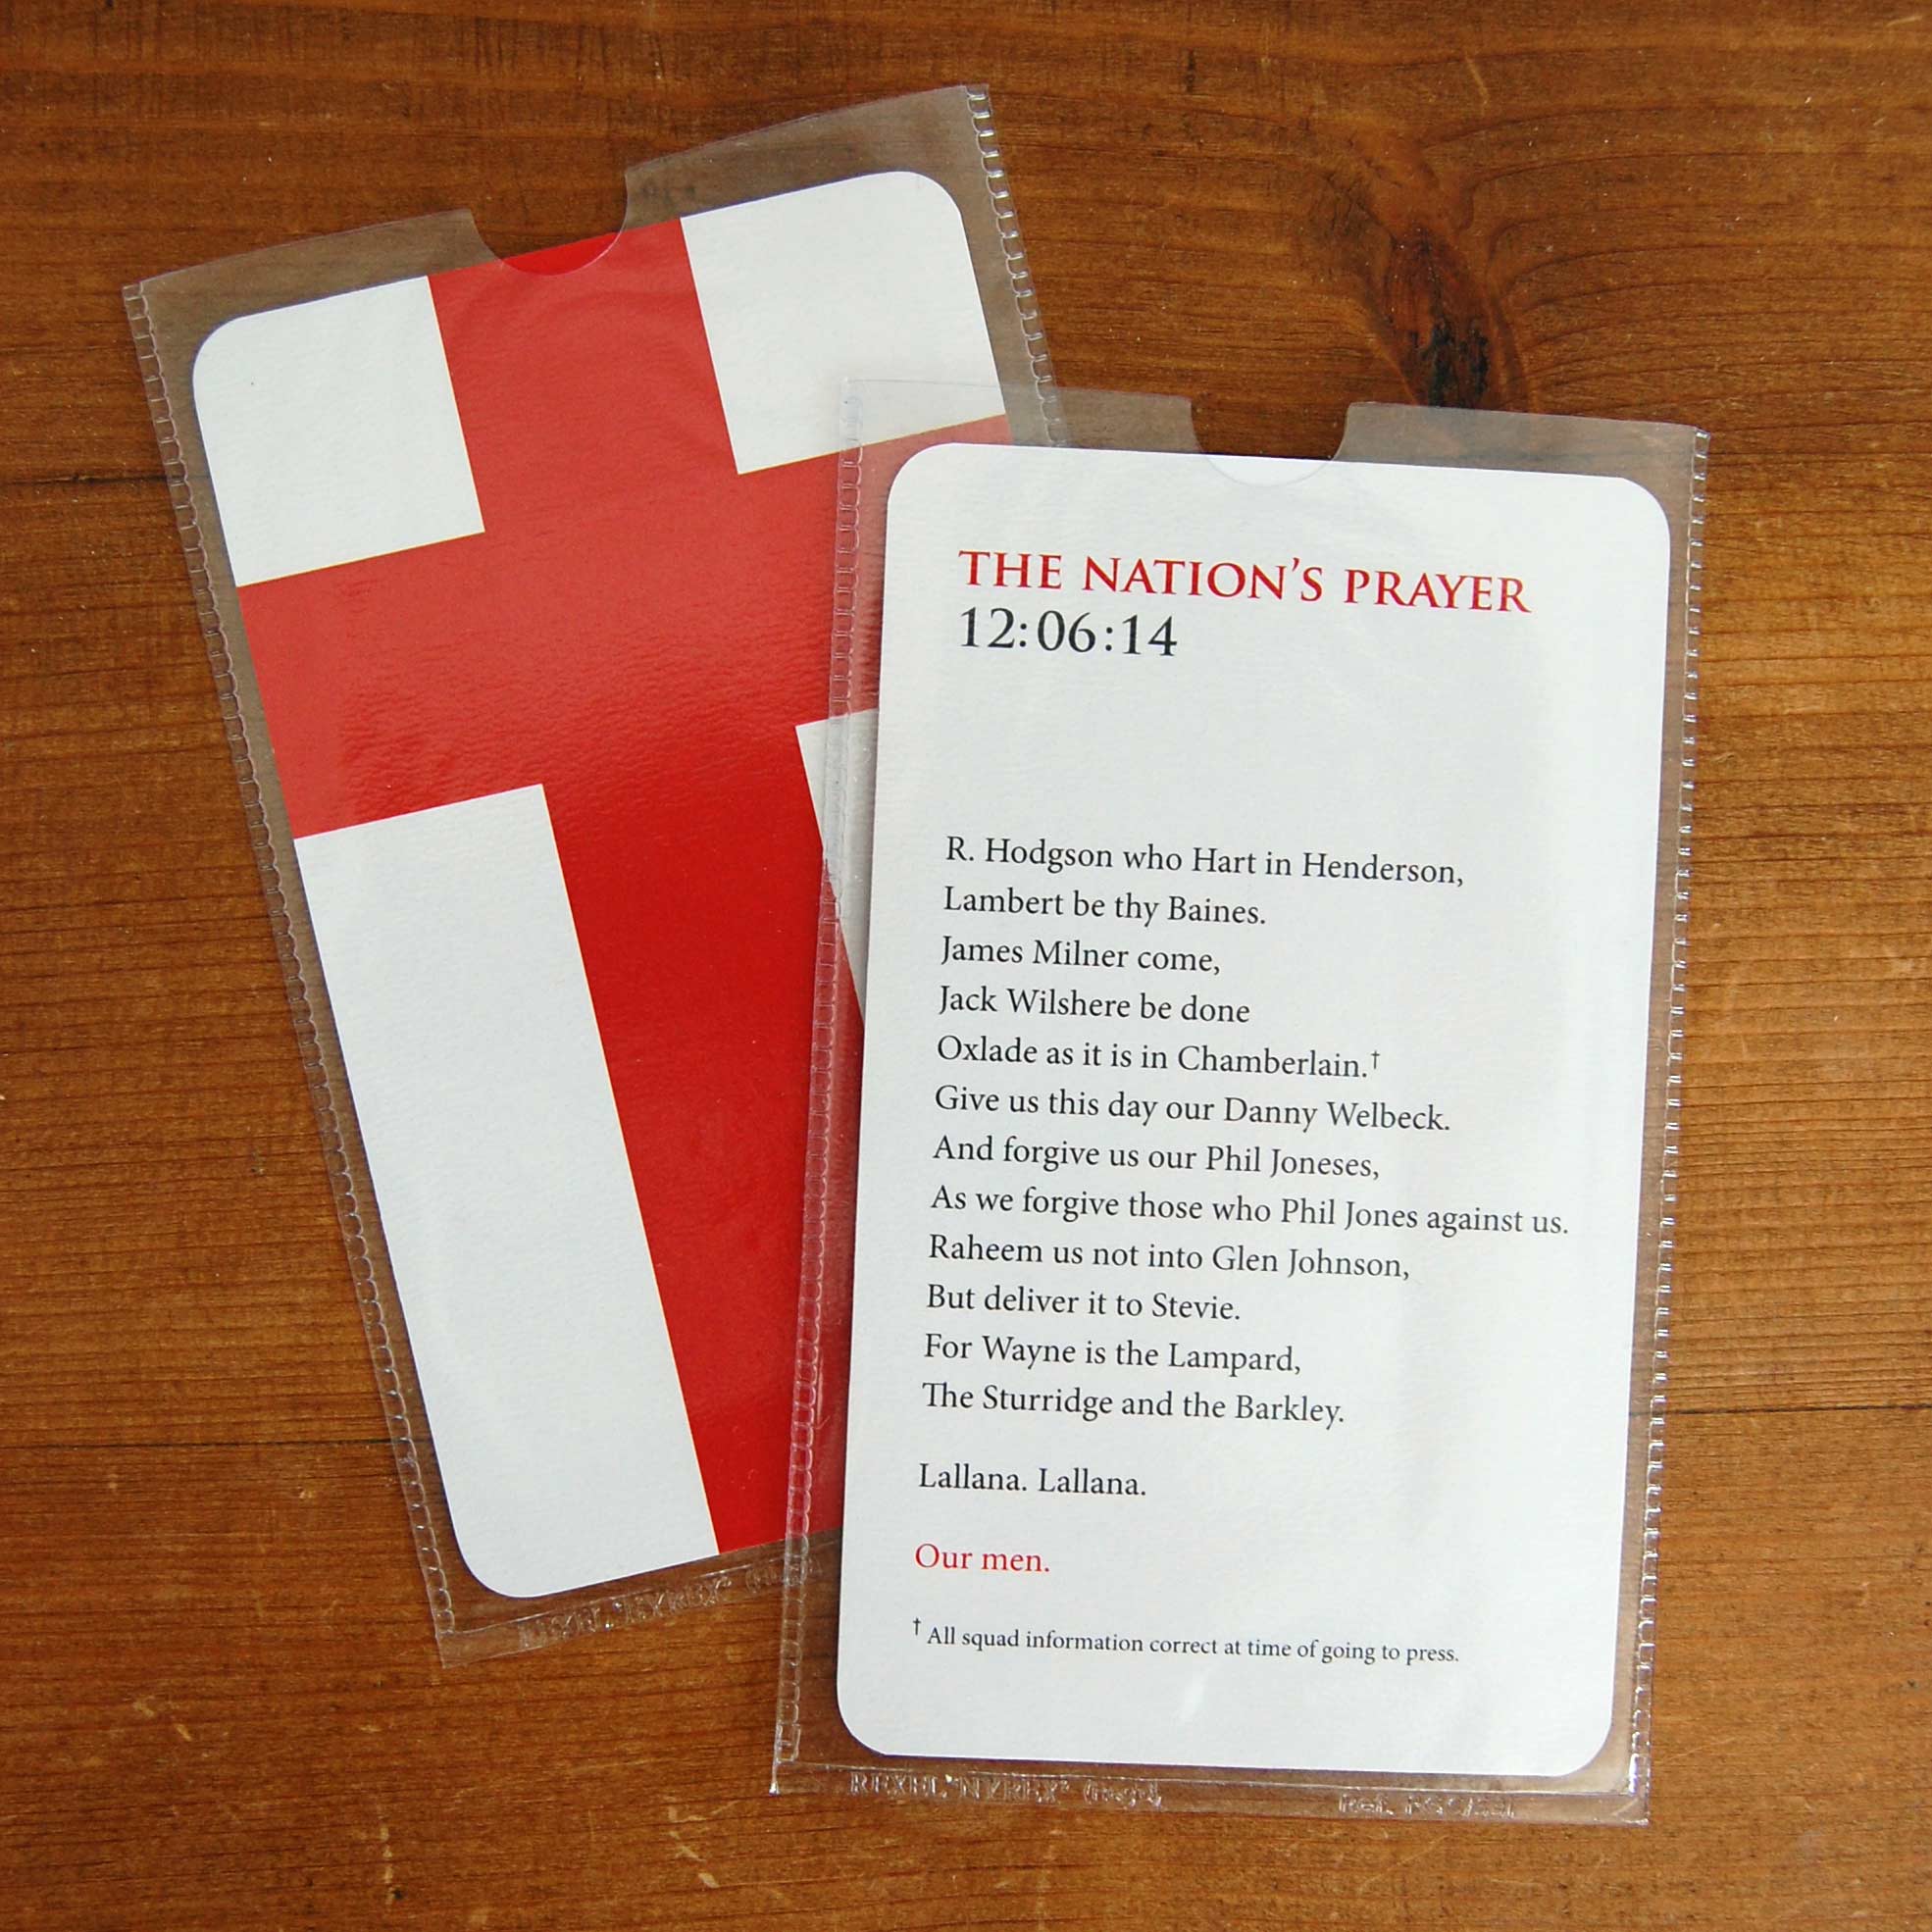 THE NATION'S PRAYER
12:06:14
R. Hodgson who Hart in Henderson,
Lambert be thy Baines.
James Milner come,
Jack Wilshere be done
Oxlade as it is in Chamberlain.†
Give us this day our Danny Welbeck.
And forgive us our Phil Joneses,
As we forgive those who Phil Jones against us.
Raheem us not into Glen Johnson,
But deliver it to Stevie.
For Wayne is the Lampard,
The Sturridge and the Barkley.
Lallana. Lallana.
Our men.
† All squad information correct at time of going to press.
REXEL "NYREX"
REXEL "NYREX"